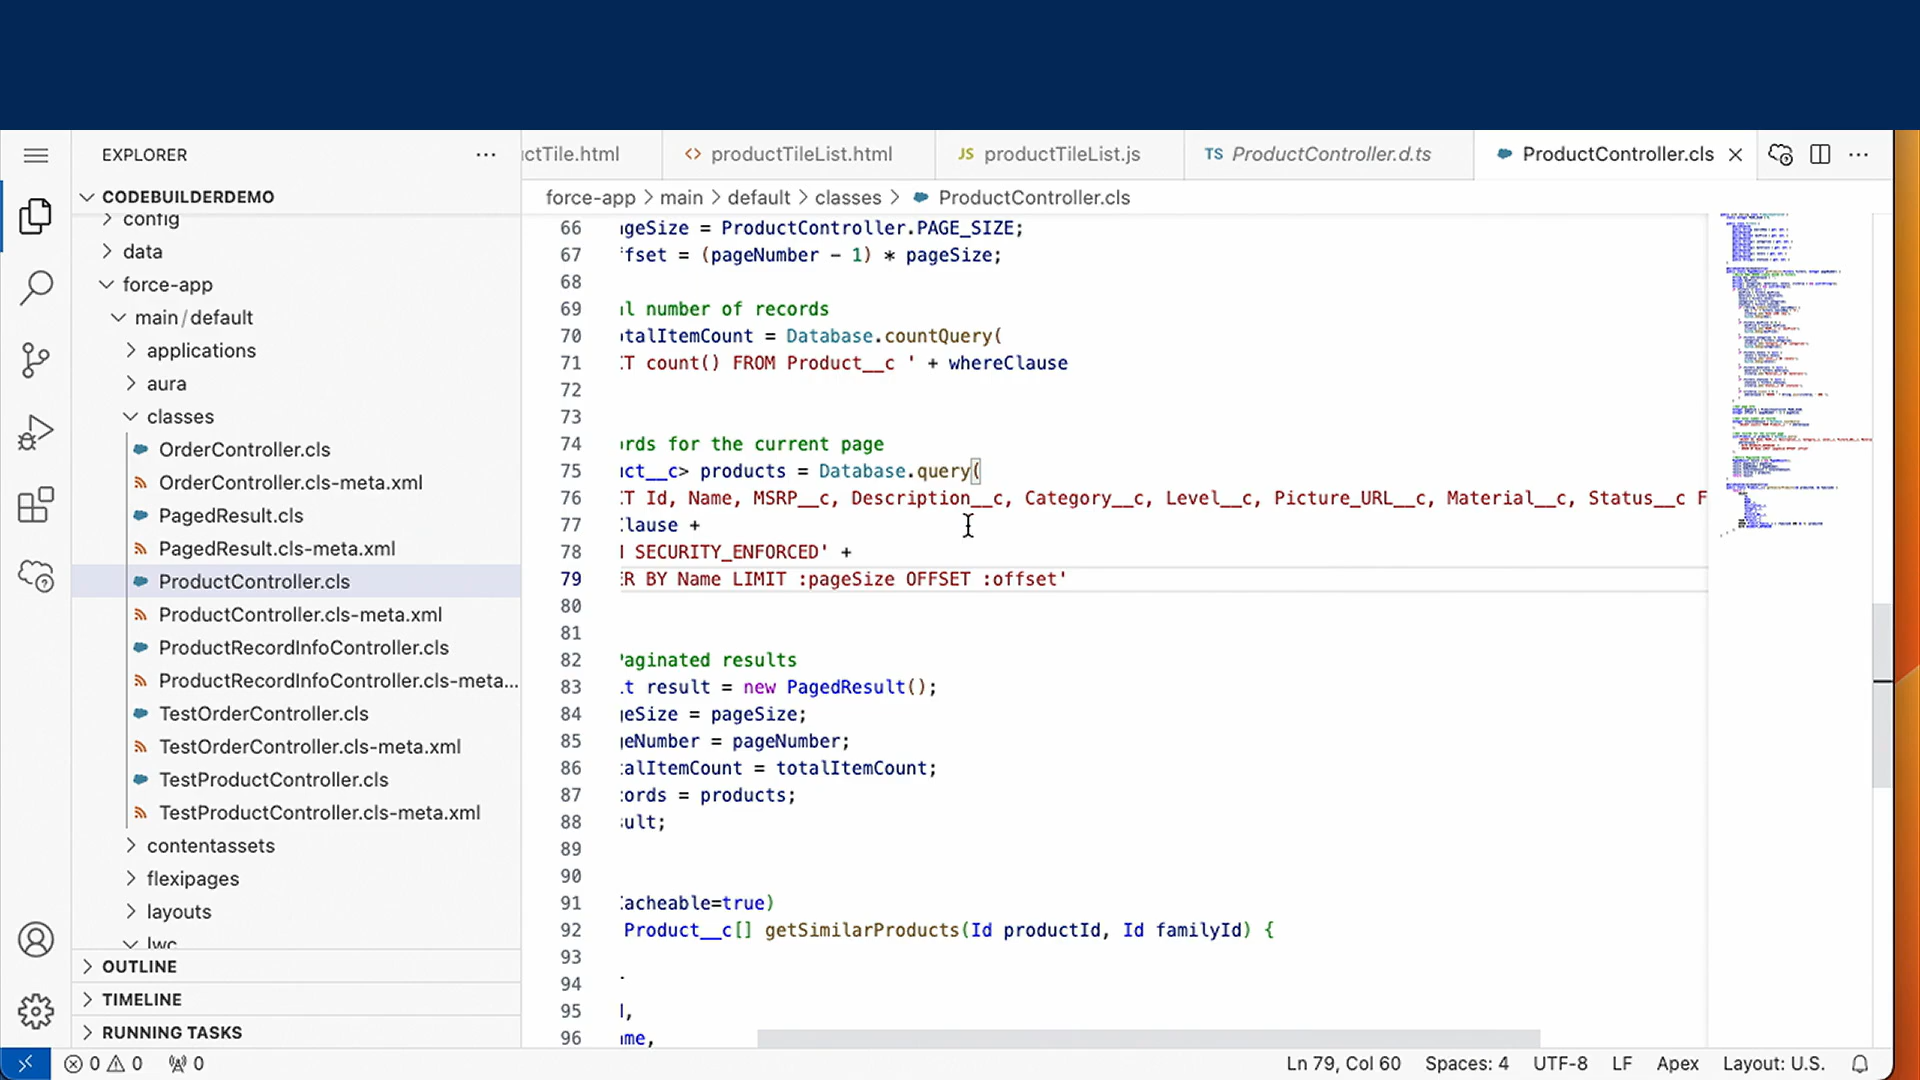 EXPLORER
CODEBUILDERDEMO
config
data
force-app
main/default
applications
aura
classes
OrderController.cls
OrderController.cls-meta.xml
PagedResult.cls
PagedResult.cls-meta.xml
ProductController.cls
ProductController.cls-meta.xml
ProductRecordInfoController.cls
ProductRecordInfoController.cls-meta...
TestOrderController.cls
TestOrderController.cls-meta.xml
TestProductController.cls
TestProductController.cls-meta.xml
contentassets
flexipages
layouts
lwc
OUTLINE
TIMELINE
RUNNING TASKS
ctTile.html
<> productTileList.html
JS productTileList.js
TS ProductController.d.ts
ProductController.cls
force-app > main > default > classes > ProductController.cls
66 geSize = ProductController.PAGE_SIZE;
67 fset = (pageNumber - 1) * pageSize;
68
69 l number of records
70 talItemCount = Database.countQuery(
71 T count() FROM Product__c ' + whereClause
72
73
74 rds for the current page
75 ct__c> products = Database.query(
76 T Id, Name, MSRP__c, Description__c, Category__c, Level__c, Picture_URL__c, Material__c, Status__c F
77 lause +
78 SECURITY_ENFORCED' +
79 R BY Name LIMIT :pageSize OFFSET :offset'
80
81
82 aginated results
83 t result = new PagedResult();
84 eSize = pageSize;
85 eNumber = pageNumber;
86 alItemCount = totalItemCount;
87 ords = products;
88 ult;
89
90
91 acheable=true)
92 Product__c[] getSimilarProducts(Id productId, Id familyId) {
93
94
95 ,
96 me,
0 0 0
Ln 79, Col 60
Spaces: 4
UTF-8
LF
Apex
Layout: U.S.